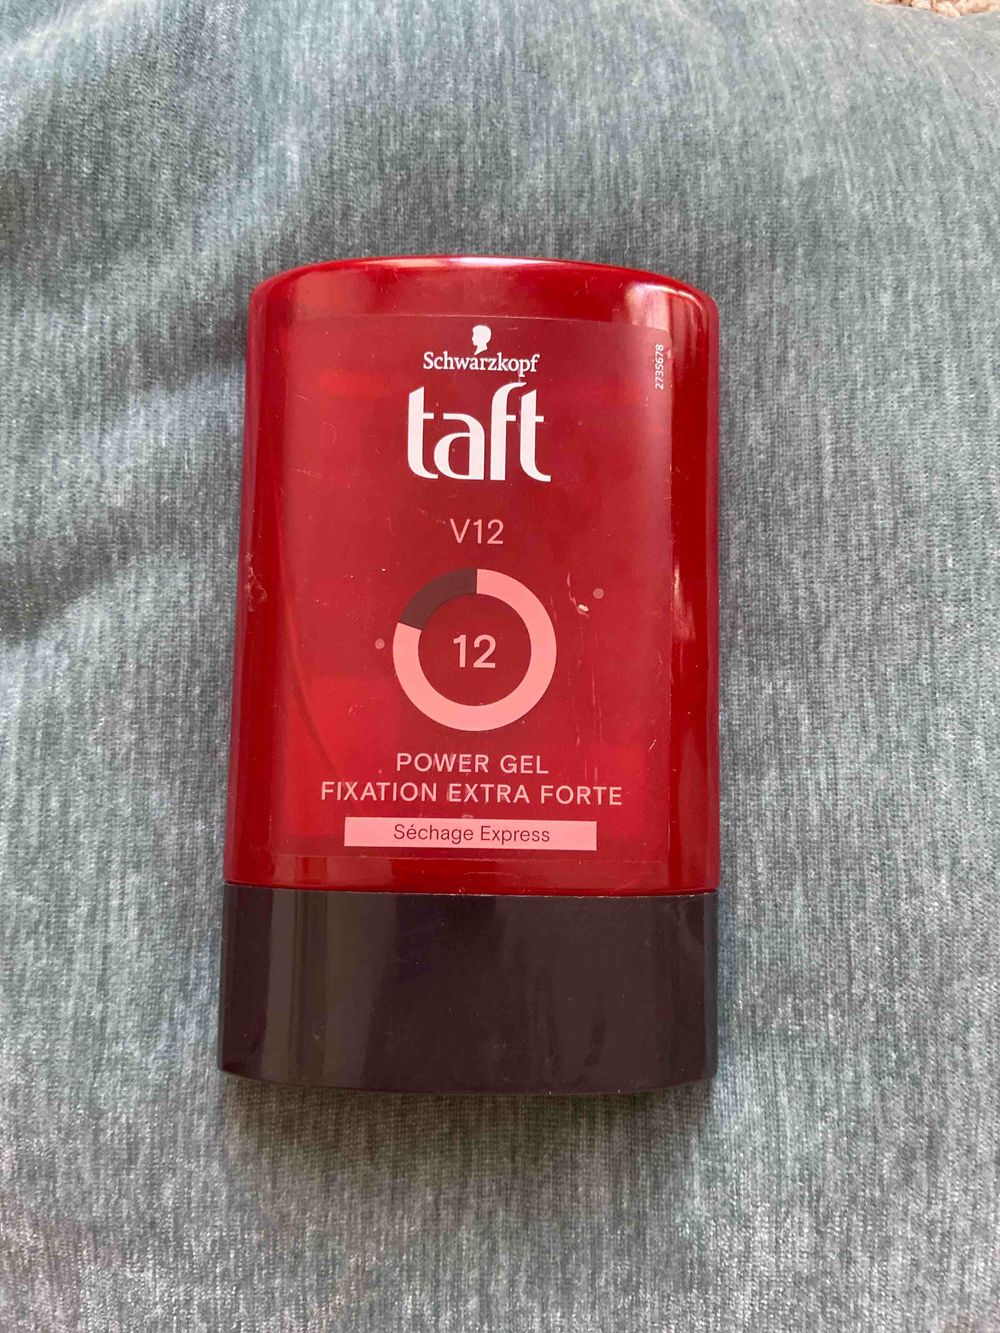 Schwarzkopf
taft
2735678
V12
12
POWER GEL
FIXATION EXTRA FORTE
Séchage Express